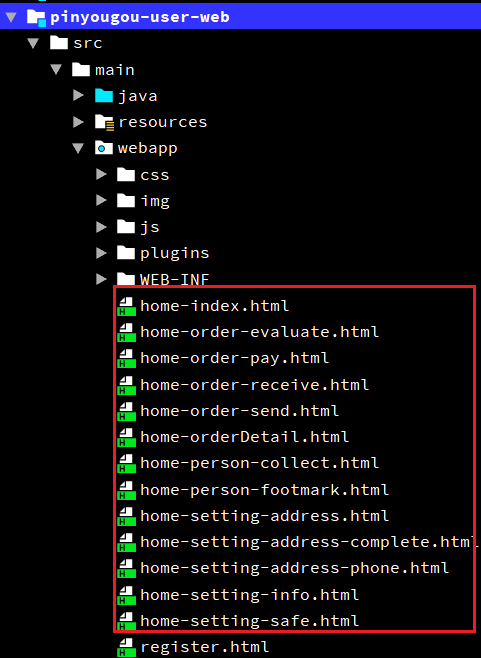 pinyougou-user-web
src
main
java
resources
webapp
css
img
js
plugins
WEB-INF
home-index.html
home-order-evaluate.html
home-order-pay.html
home-order-receive.html
home-order-send.html
home-orderDetail.html
home-person-collect.html
home-person-footmark.html
home-setting-address.html
home-setting-address-complete.html
home-setting-address-phone.html
home-setting-info.html
home-setting-safe.html
register.html